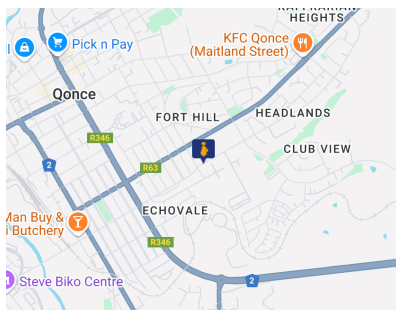 KAFFRARIAN
HEIGHTS
KFC Qonce
(Maitland Street)
Pick n Pay
Qonce
FORT HILL
HEADLANDS
R346
CLUB VIEW
2
R63
ECHOVALE
Man Buy &
i Butchery
R346
Steve Biko Centre
2